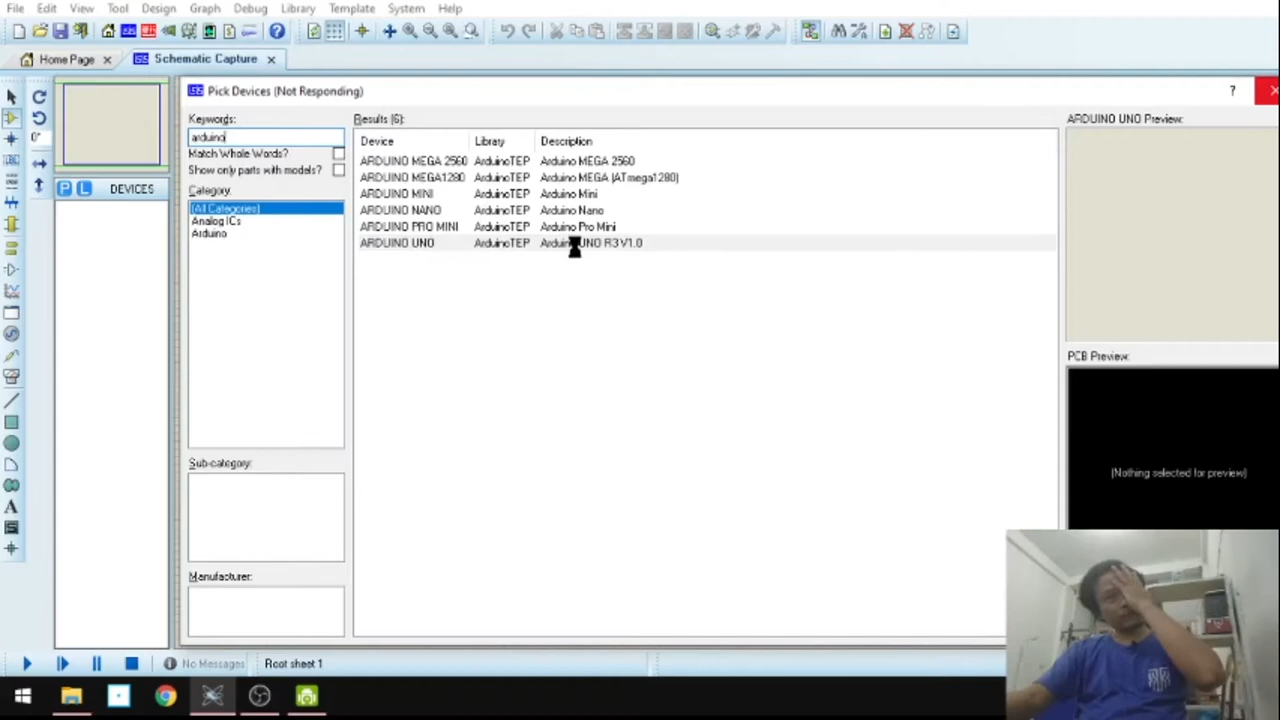 File Edit View Tool Design Graph Debug Library Template System Help
Home Page Schematic Capture
Pick Devices (Not Responding) ?
Keywords: Results (6): ARDUINO UNO Preview:
arduino
Device Library Description
Match Whole Words?
ARDUINO MEGA 2560 ArduinoTEP Arduino MEGA 2560
Show only parts with models?
ARDUINO MEGA1280 ArduinoTEP Arduino MEGA (ATmega1280)
Category:
ARDUINO MINI ArduinoTEP Arduino Mini
(All Categories)
ARDUINO NANO ArduinoTEP Arduino Nano
Analog ICs
ARDUINO PRO MINI ArduinoTEP Arduino Pro Mini
Arduino
ARDUINO UNO ArduinoTEP Arduino UNO R3 V1.0
0°
P L DEVICES
PCB Preview:
(Nothing selected for preview)
Sub-category:
Manufacturer:
No Messages Root sheet 1